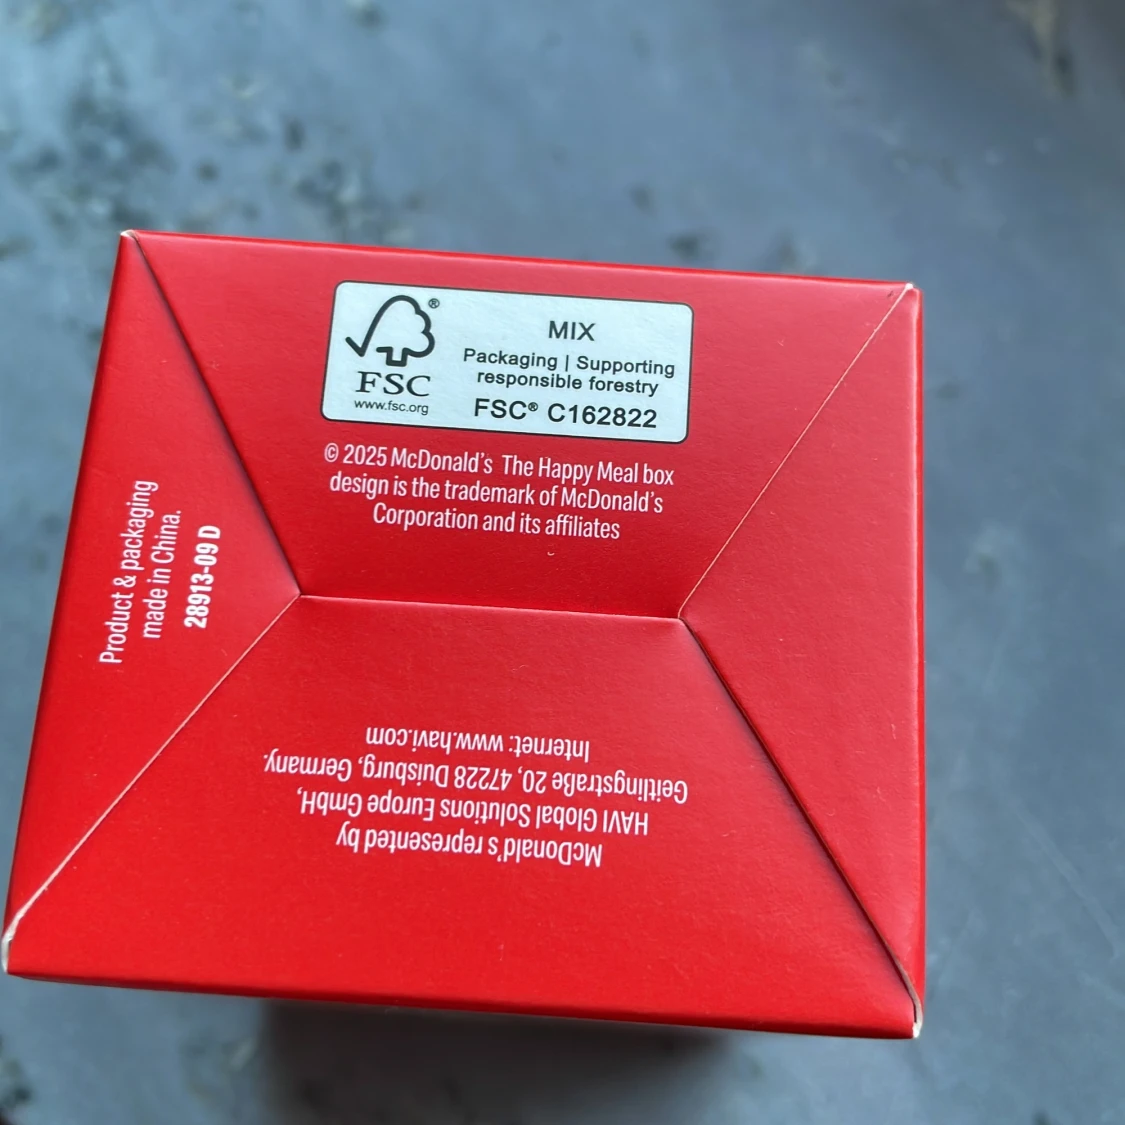 MIX
Packaging | Supporting
responsible forestry
FSC® C162822
®
FSC
www.fsc.org
© 2025 McDonald's The Happy Meal box
design is the trademark of McDonald's
Corporation and its affiliates
Product & packaging
made in China.
28913-09 D
McDonald's represented by
HAVI Global Solutions Europe GmbH,
Geitlingstraße 20, 47228 Duisburg, Germany.
Internet: www.havi.com